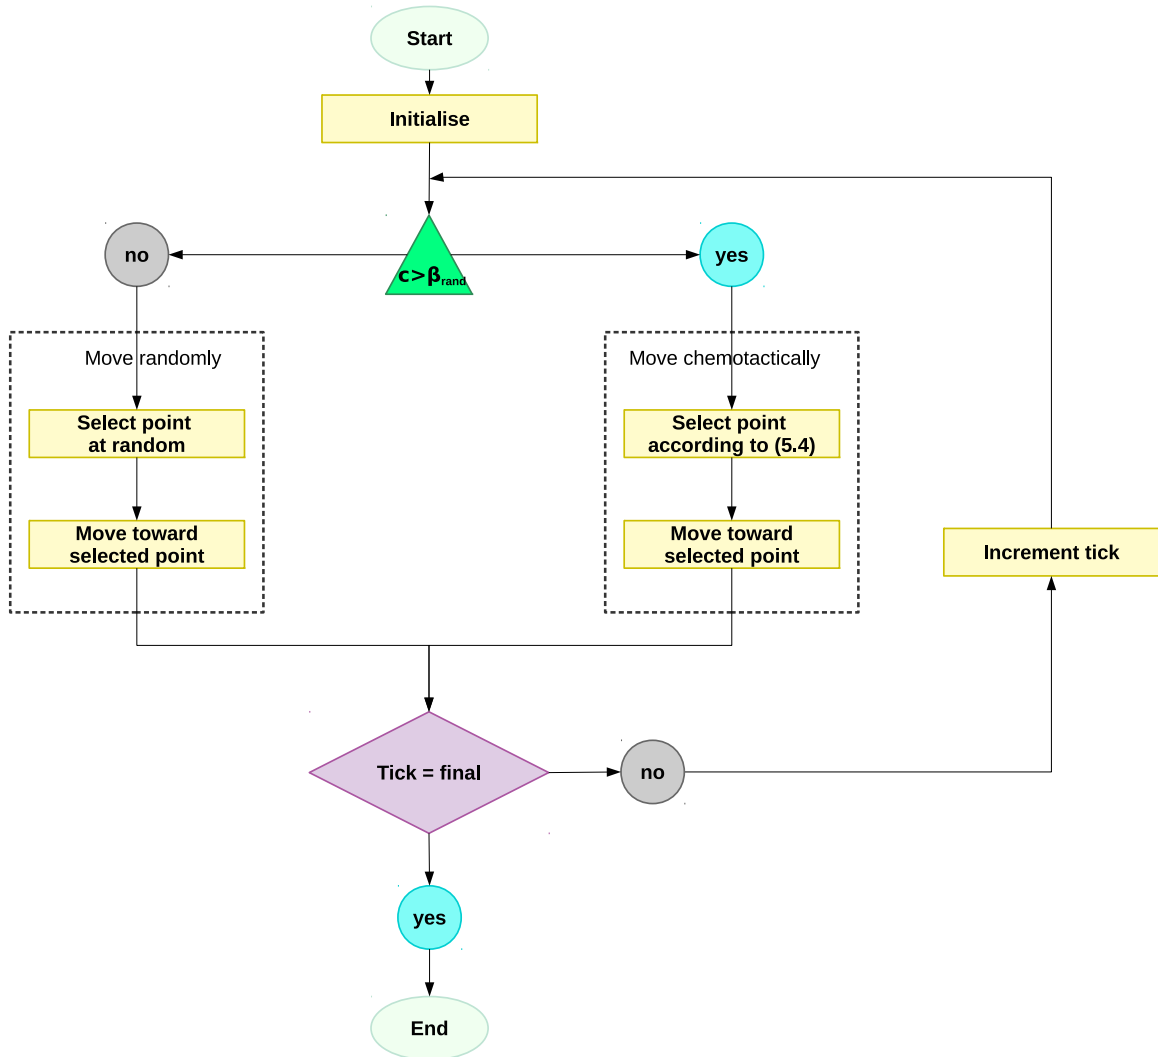 Start
Initialise
no
c>βrand
yes
Move randomly
Move chemotactically
Select point
at random
Select point
according to (5.4)
Move toward
selected point
Move toward
selected point
Increment tick
Tick = final
no
yes
End